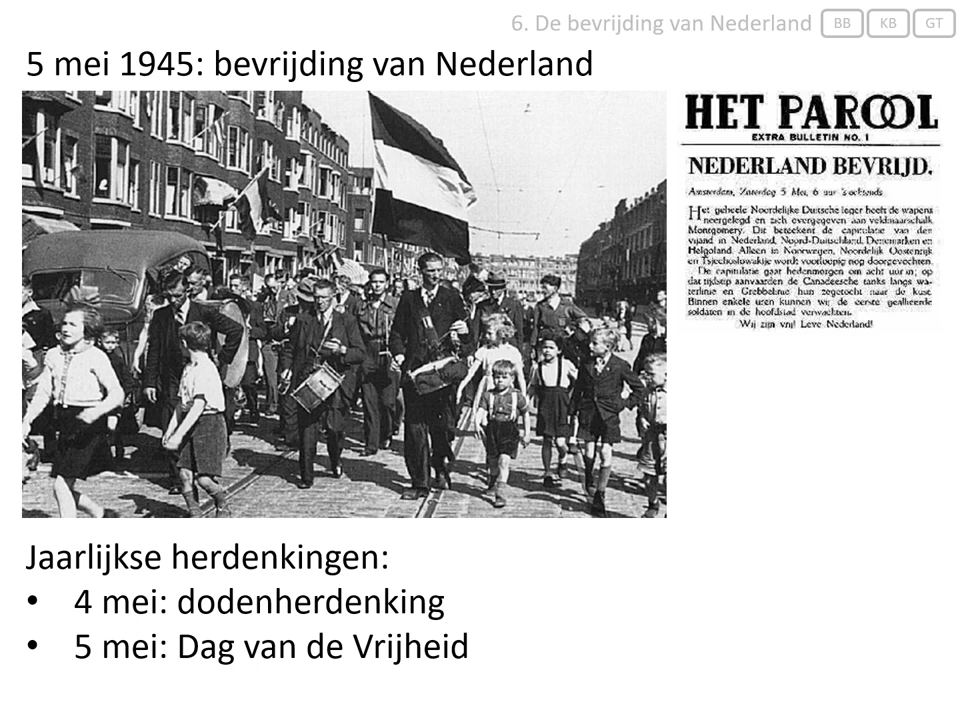 6. De bevrijding van Nederland BB KB GT
5 mei 1945: bevrijding van Nederland
HET PAROOL
EXTRA BULLETIN NO. 1
NEDERLAND BEVRIJD.
Amsterdam, Zaterdag 5 Mei, 6 uur 's ochtends
Het geheele Noordelijke Duitsche leger heeft de wapens
neergelegd en zich overgegeven aan veldmaarschalk
Montgomery. Dit beteekent de capitulatie van den
vijand in Nederland, Noord-Duitschland, Denemarken en
Helgoland. Alleen in Noorwegen, Noordelijk Oostenrijk
en Tsjechoslowakije wordt voorloopig nog doorgevochten.
De capitulatie gaat hedenmorgen om acht uur in; op
dat tijdstip aanvaarden de Canadeesche tanks langs wa-
terlinie en Grebbelinie hun zegetocht naar de kust.
Binnen enkele uren kunnen wij de eerste geallieerde
soldaten in de hoofdstad verwachten.
Wij zijn vrij! Leve Nederland!
Jaarlijkse herdenkingen:
• 4 mei: dodenherdenking
• 5 mei: Dag van de Vrijheid